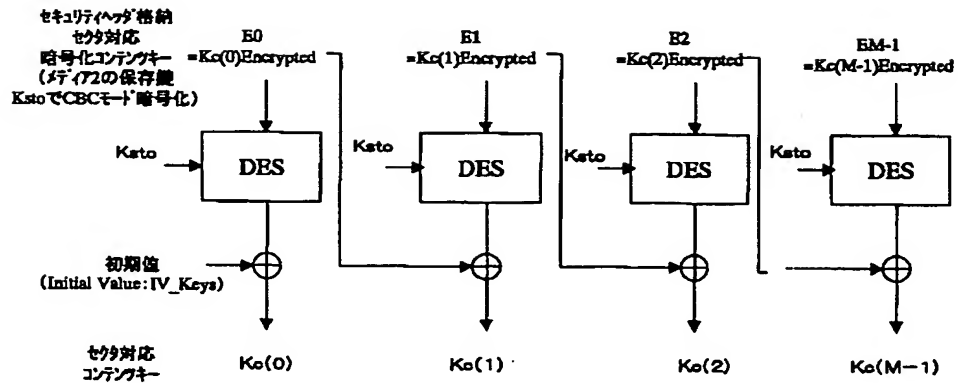 セキュリティヘッダ格納
セクタ対応
暗号化コンテンツキー
(メディア2の保存鍵
KstoでCBCモード暗号化)
E0
=Kc(0)Encrypted
E1
=Kc(1)Encrypted
E2
=Kc(2)Encrypted
EM-1
=Kc(M-1)Encrypted
Ksto
DES
Ksto
DES
Ksto
DES
Ksto
DES
初期値
(Initial Value:IV_Keys)
セクタ対応
コンテンツキー
Kc(0)
Kc(1)
Kc(2)
Kc(M-1)